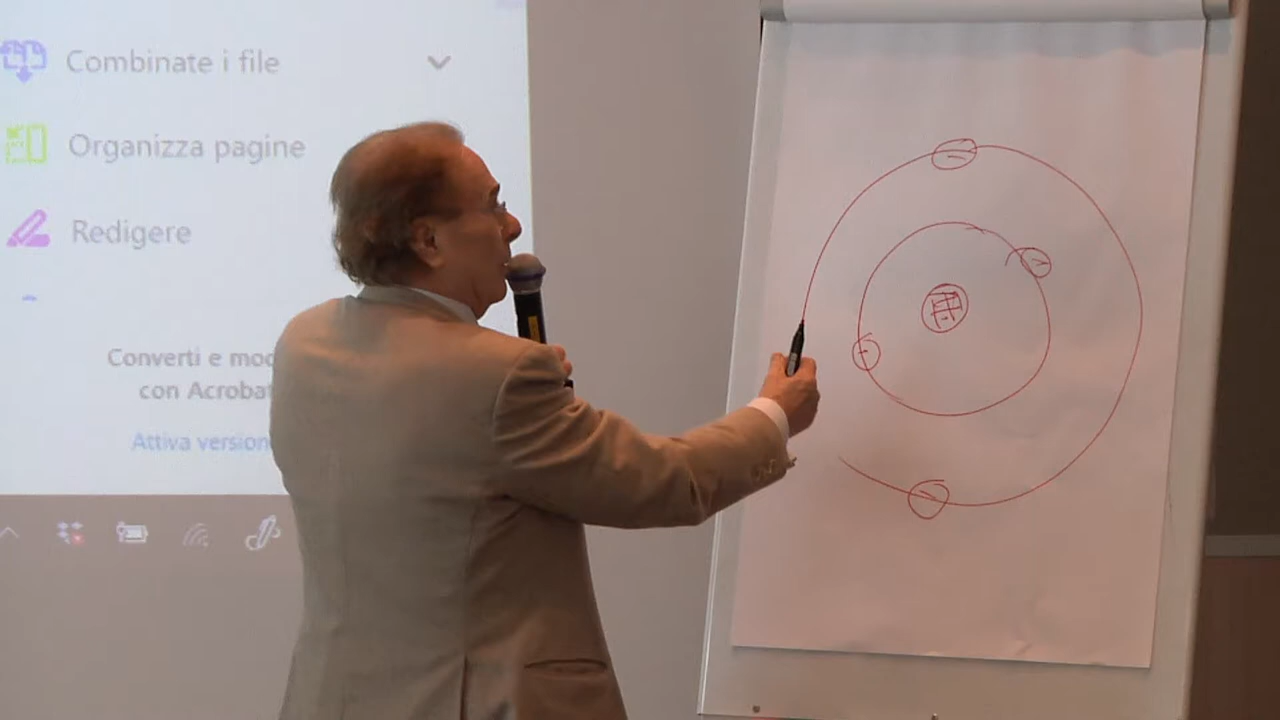 Combinate i file
Organizza pagine
Redigere
Converti e mod
con Acrobat
Attiva version